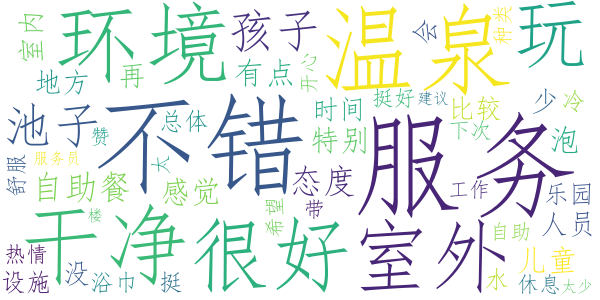 室内
环境
孩子
温泉
会
种类
玩
地方
再
有点
开心
池子
赞
总体
不错
时间
挺好
建议
比较
少
冷
特别
下次
泡
服务
舒服
服务员
大
自助餐
感觉
态度
工作
乐园
希望
带
人员
干净
楼
很好
室外
自助
热情
儿童
设施
没
浴巾
挺
水
休息
太少